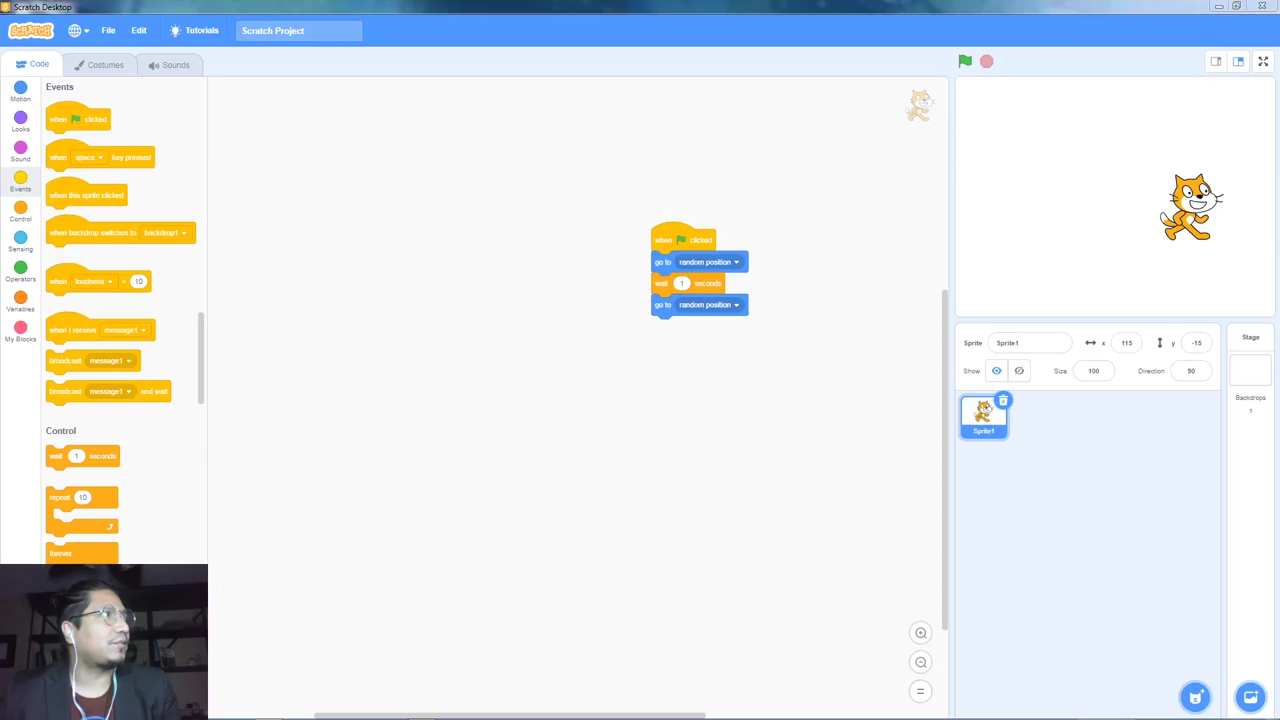 Scratch Desktop
SCRATCH File Edit Tutorials Scratch Project
Code Costumes Sounds
Motion
Looks
Sound
Events
Control
Sensing
Operators
Variables
My Blocks
Events
when clicked
when space key pressed
when this sprite clicked
when backdrop switches to backdrop1
when loudness > 10
when I receive message1
broadcast message1
broadcast message1 and wait
Control
wait 1 seconds
repeat 10
forever
when clicked
go to random position
wait 1 seconds
go to random position
Sprite Sprite1 x 115 y -15
Show Size 100 Direction 90
Sprite1
Stage
Backdrops
1